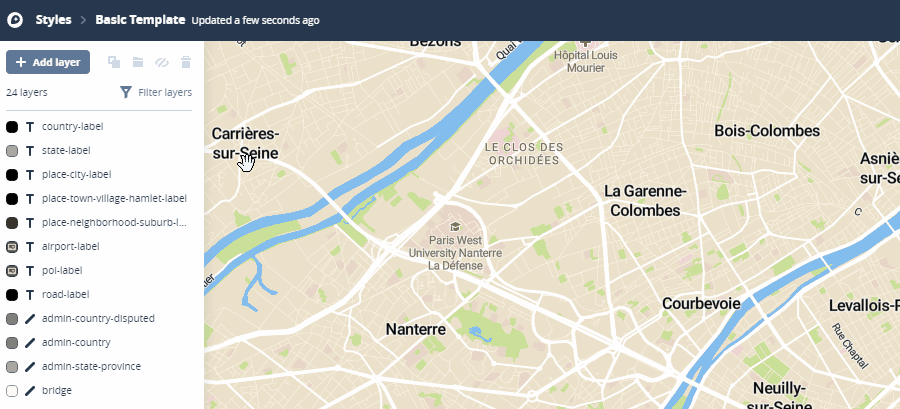 Styles > Basic Template Updated a few seconds ago
+ Add layer
24 layers
Filter layers
T country-label
T state-label
T place-city-label
T place-town-village-hamlet-label
T place-neighborhood-suburb-l...
T airport-label
T poi-label
T road-label
admin-country-disputed
admin-country
admin-state-province
bridge
Bezons
Quai
Hôpital Louis
Mourier
Carrières-
sur-Seine
LE CLOS DES
ORCHIDÉES
Bois-Colombes
Asniè
su
La Garenne-
Colombes
C
Paris West
University Nanterre
La Défense
Courbevoie
Levallois-P
Nanterre
Rue Chaptal
Neuilly-
sur-Seine